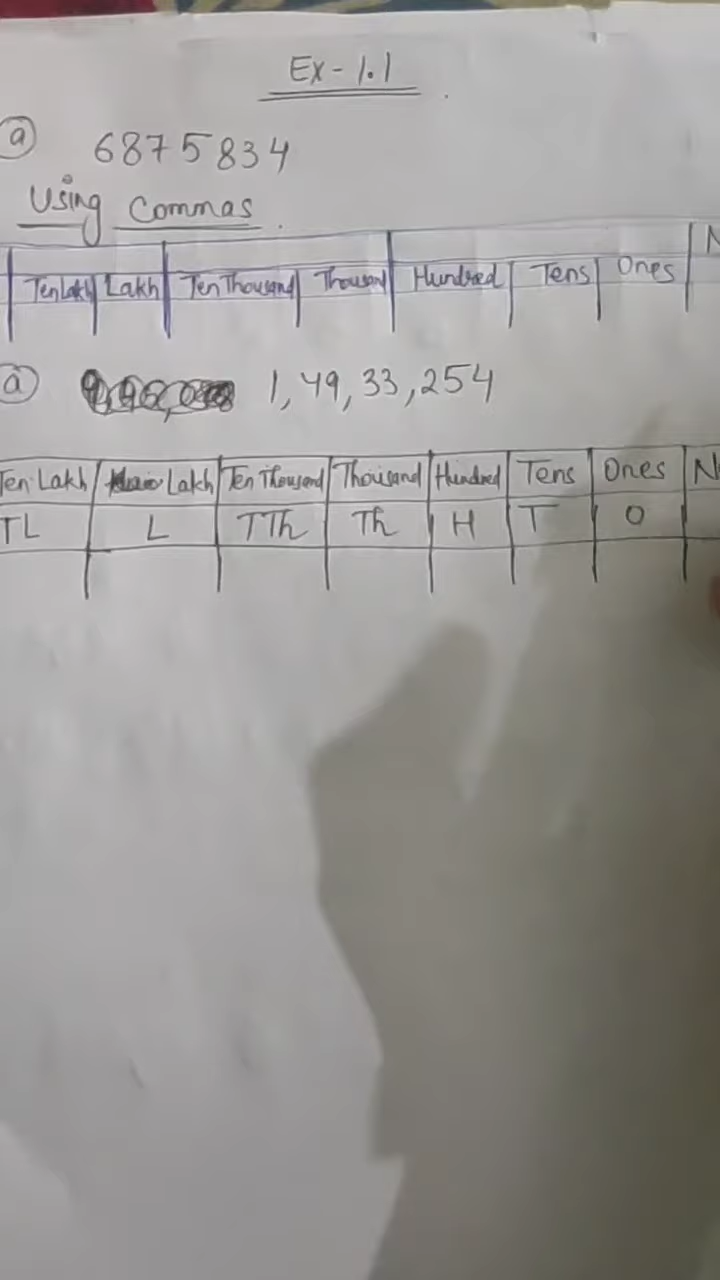 Ex - 1.1
a 6875834
Using Commas.
Ten Lakh Lakh Ten Thousand Thousand Hundred Tens Ones
a 1,49,33,254
Ten Lakh Lakh Ten Thousand Thousand Hundred Tens Ones
TL L TTh Th H T O